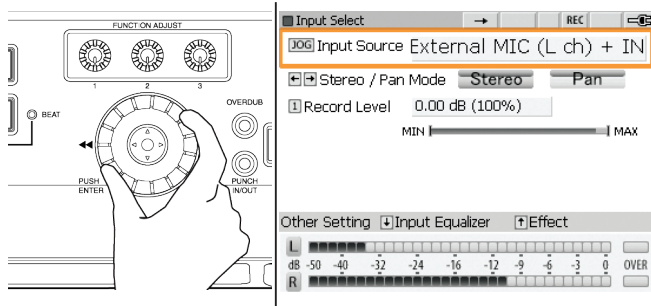 FUNCTION ADJUST
1 2 3
BEAT
OVERDUB
PUSH
ENTER
PUNCH
IN/OUT
Input Select → REC
JOG Input Source External MIC (L ch) + IN
←→ Stereo / Pan Mode Stereo Pan
1 Record Level 0.00 dB (100%)
MIN MAX
Other Setting ↓ Input Equalizer ↑ Effect
L
dB -50 -40 -32 -24 -16 -12 -9 -6 -3 0 OVER
R